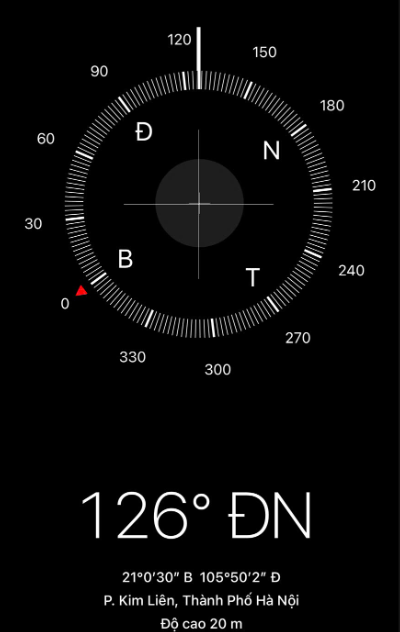 120
150
90
180
Đ
N
60
210
30
B
T
240
0
270
330
300
126° ĐN
21°0′30″ B 105°50′2″ Đ
P. Kim Liên, Thành Phố Hà Nội
Độ cao 20 m